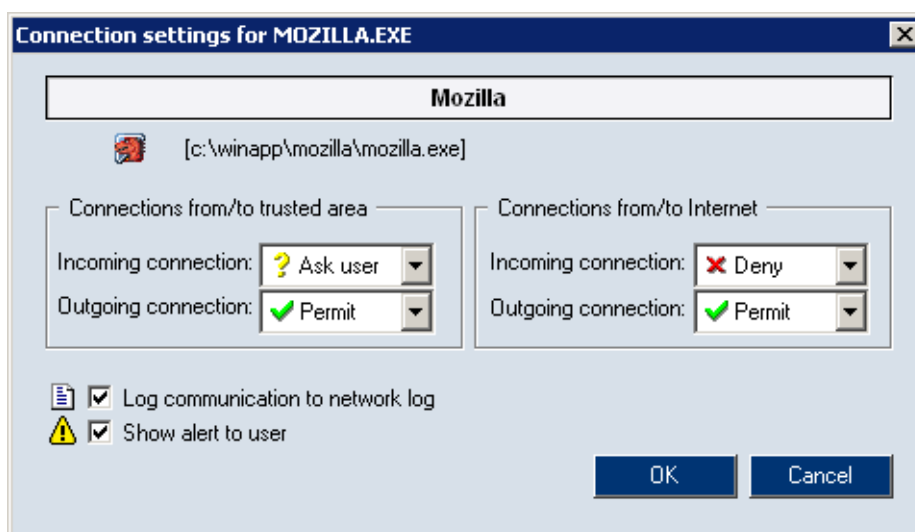 Connection settings for MOZILLA.EXE
Mozilla
[c:\winapp\mozilla\mozilla.exe]
Connections from/to trusted area
Incoming connection: Ask user
Outgoing connection: Permit
Connections from/to Internet
Incoming connection: Deny
Outgoing connection: Permit
Log communication to network log
Show alert to user
OK Cancel